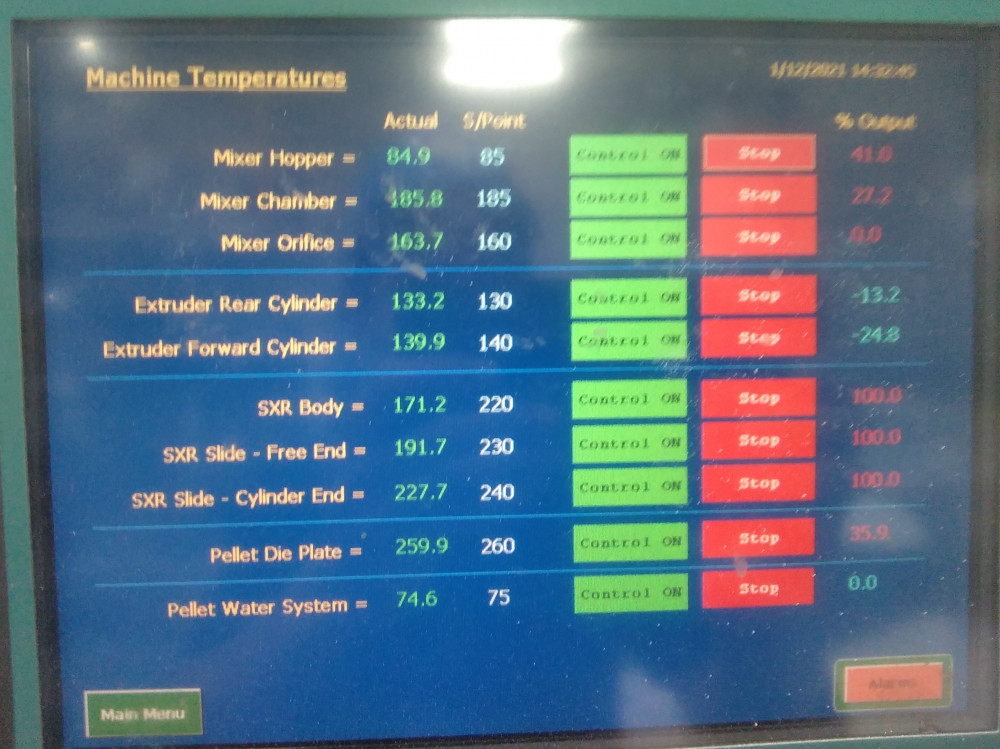 Machine Temperatures 1/12/2021 14:32:45
Actual S/Point % Output
Mixer Hopper = 84.9 85 Control ON Stop 41.0
Mixer Chamber = 185.8 185 Control ON Stop 27.2
Mixer Orifice = 163.7 160 Control ON Stop 0.0
Extruder Rear Cylinder = 133.2 130 Control ON Stop -13.2
Extruder Forward Cylinder = 139.9 140 Control ON Stop -24.8
SXR Body = 171.2 220 Control ON Stop 100.0
SXR Slide - Free End = 191.7 230 Control ON Stop 100.0
SXR Slide - Cylinder End = 227.7 240 Control ON Stop 100.0
Pellet Die Plate = 259.9 260 Control ON Stop 35.9
Pellet Water System = 74.6 75 Control ON Stop 0.0
Main Menu